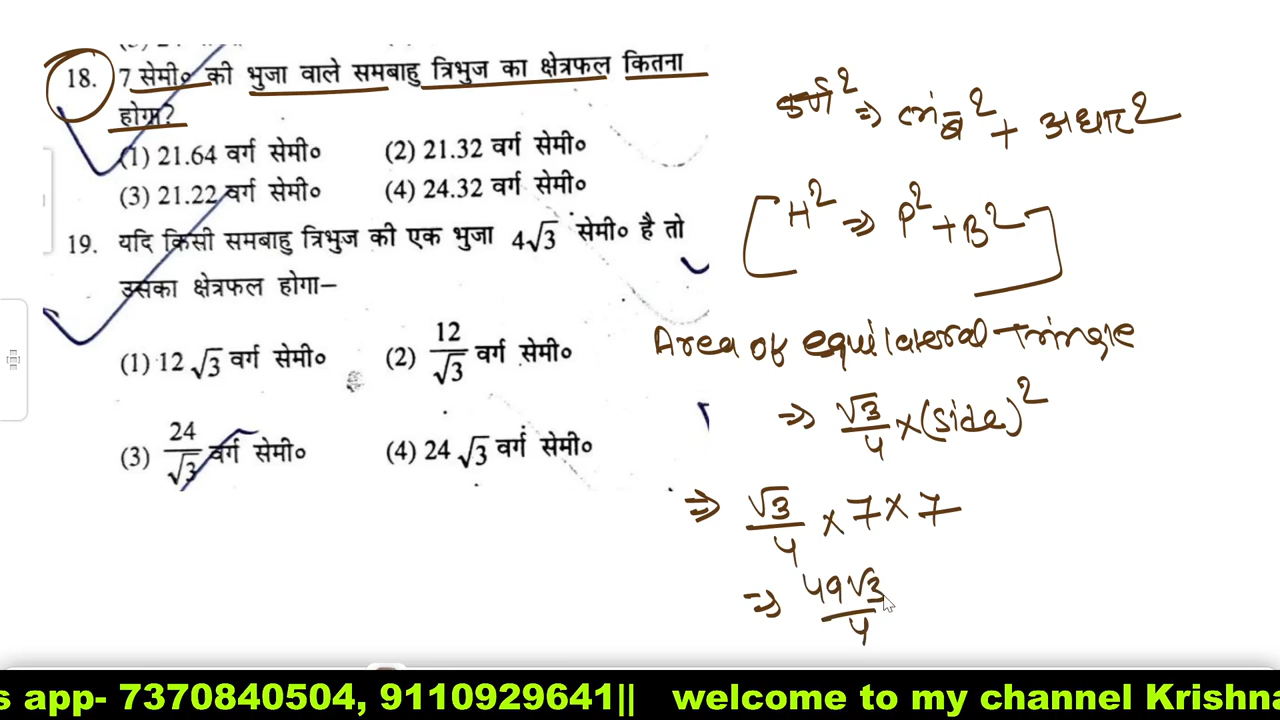 18. 7 सेमी० की भुजा वाले समबाहु त्रिभुज का क्षेत्रफल कितना
होगा?
(1) 21.64 वर्ग सेमी० (2) 21.32 वर्ग सेमी०
(3) 21.22 वर्ग सेमी० (4) 24.32 वर्ग सेमी०
19. यदि किसी समबाहु त्रिभुज की एक भुजा 4√3 सेमी० है तो
उसका क्षेत्रफल होगा–
(1) 12 √3 वर्ग सेमी० (2) 12/√3 वर्ग सेमी०
(3) 24/√3 वर्ग सेमी० (4) 24 √3 वर्ग सेमी०
कर्ण² ⇒ लंब² + अधार²
[H² ⇒ P² + B²]
Area of equilateral Tringle
⇒ √3/4 × (side)²
⇒ √3/4 × 7 × 7
⇒ 49√3/4
s app- 7370840504, 9110929641|| welcome to my channel Krishna